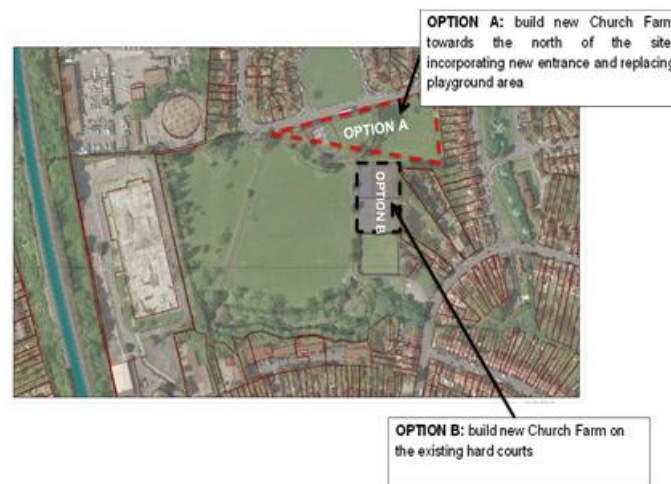 OPTION A: build new Church Farm
towards the north of the site
incorporating new entrance and replacing
playground area
OPTION A
OPTION B
OPTION B: build new Church Farm on
the existing hard courts